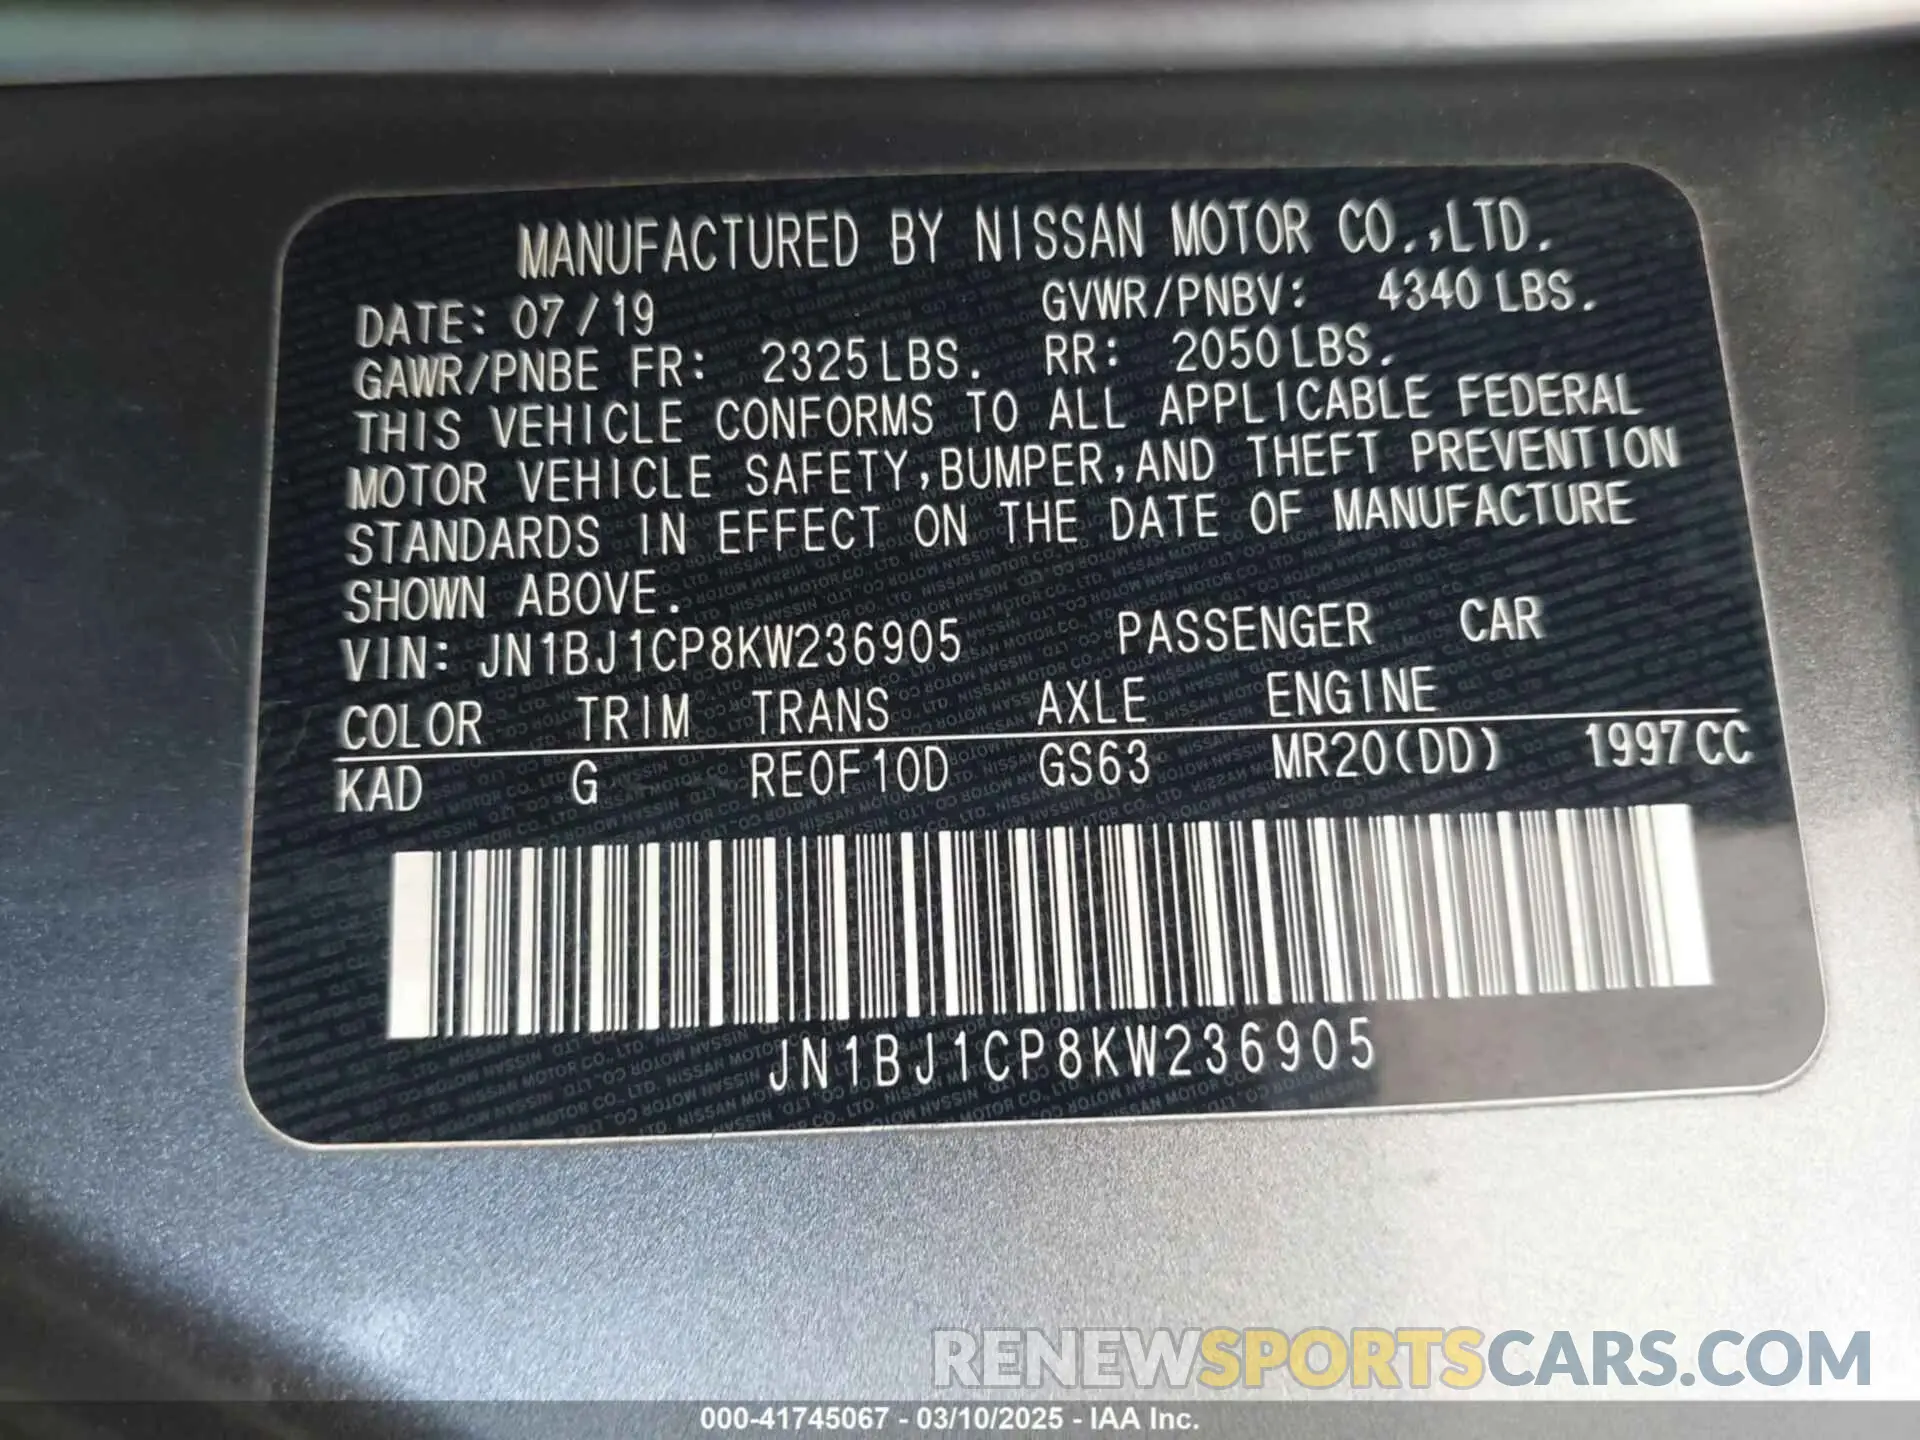 MANUFACTURED BY NISSAN MOTOR CO.,LTD.
DATE: 07/19 GVWR/PNBV: 4340 LBS.
GAWR/PNBE FR: 2325 LBS. RR: 2050 LBS.
THIS VEHICLE CONFORMS TO ALL APPLICABLE FEDERAL
MOTOR VEHICLE SAFETY,BUMPER,AND THEFT PREVENTION
STANDARDS IN EFFECT ON THE DATE OF MANUFACTURE
SHOWN ABOVE.
VIN: JN1BJ1CP8KW236905 PASSENGER CAR
COLOR TRIM TRANS AXLE ENGINE
KAD G RE0F10D GS63 MR20(DD) 1997CC
JN1BJ1CP8KW236905
RENEWSPORTSCARS.COM
000-41745067 - 03/10/2025 - IAA Inc.